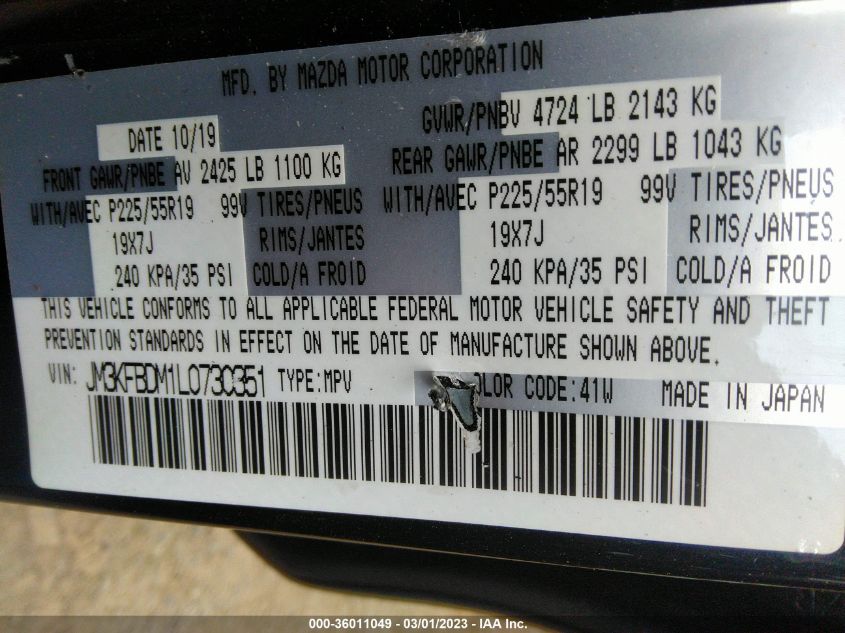 MFD. BY MAZDA MOTOR CORPORATION
DATE 10/19 GVWR/PNBV 4724 LB 2143 KG
FRONT GAWR/PNBE AV 2425 LB 1100 KG REAR GAWR/PNBE AR 2299 LB 1043 KG
WITH/AVEC P225/55R19 99V TIRES/PNEUS WITH/AVEC P225/55R19 99V TIRES/PNEUS
19X7J RIMS/JANTES 19X7J RIMS/JANTES
240 KPA/35 PSI COLD/A FROID 240 KPA/35 PSI COLD/A FROID
THIS VEHICLE CONFORMS TO ALL APPLICABLE FEDERAL MOTOR VEHICLE SAFETY AND THEFT
PREVENTION STANDARDS IN EFFECT ON THE DATE OF MANUFACTURE SHOWN ABOVE.
VIN: JM3KFBDM1L0730351 TYPE:MPV OLOR CODE:41W MADE IN JAPAN
000-36011049 - 03/01/2023 - IAA Inc.